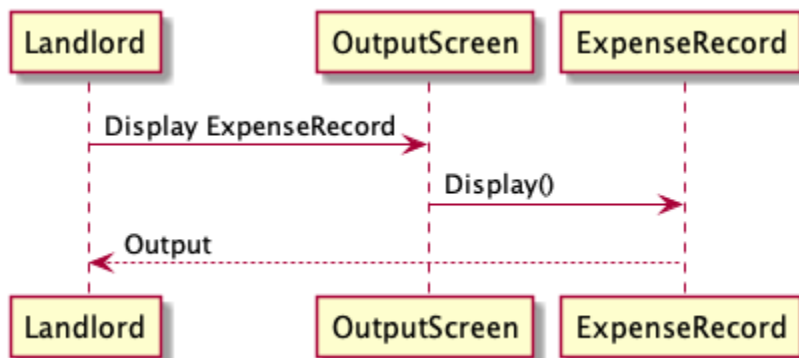 Landlord OutputScreen ExpenseRecord
Display ExpenseRecord
Display()
Output
Landlord OutputScreen ExpenseRecord